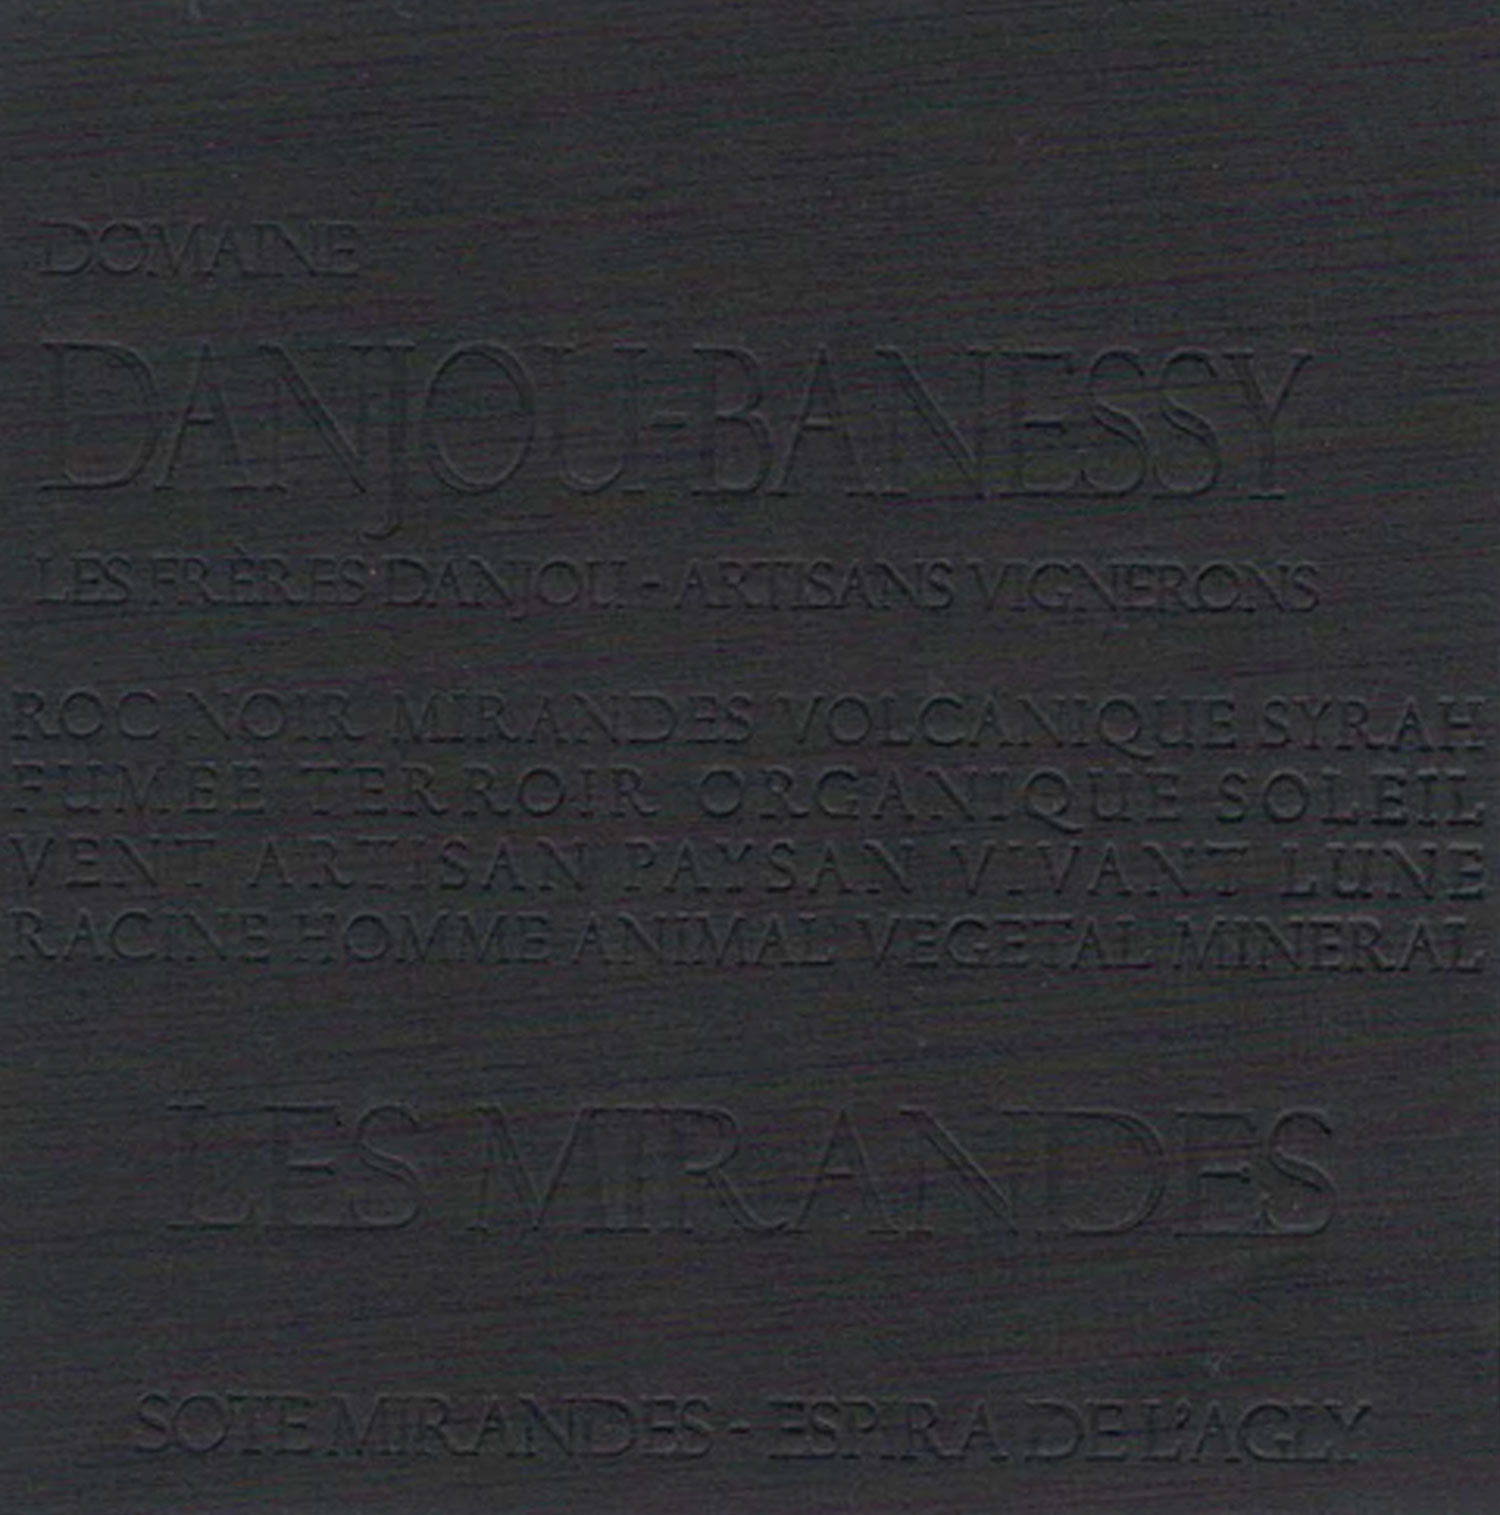 DOMAINE
DANJOU-BANESSY
LES FRÈRES DANJOU - ARTISANS VIGNERONS
ROC NOIR MIRANDES VOLCANIQUE SYRAH
FUMEE TERROIR ORGANIQUE SOLEIL
VENT ARTISAN PAYSAN VIVANT LUNE
RACINE HOMME ANIMAL VEGETAL MINERAL
LES MIRANDES
SOTE MIRANDES - ESPIRA DE L'AGLY